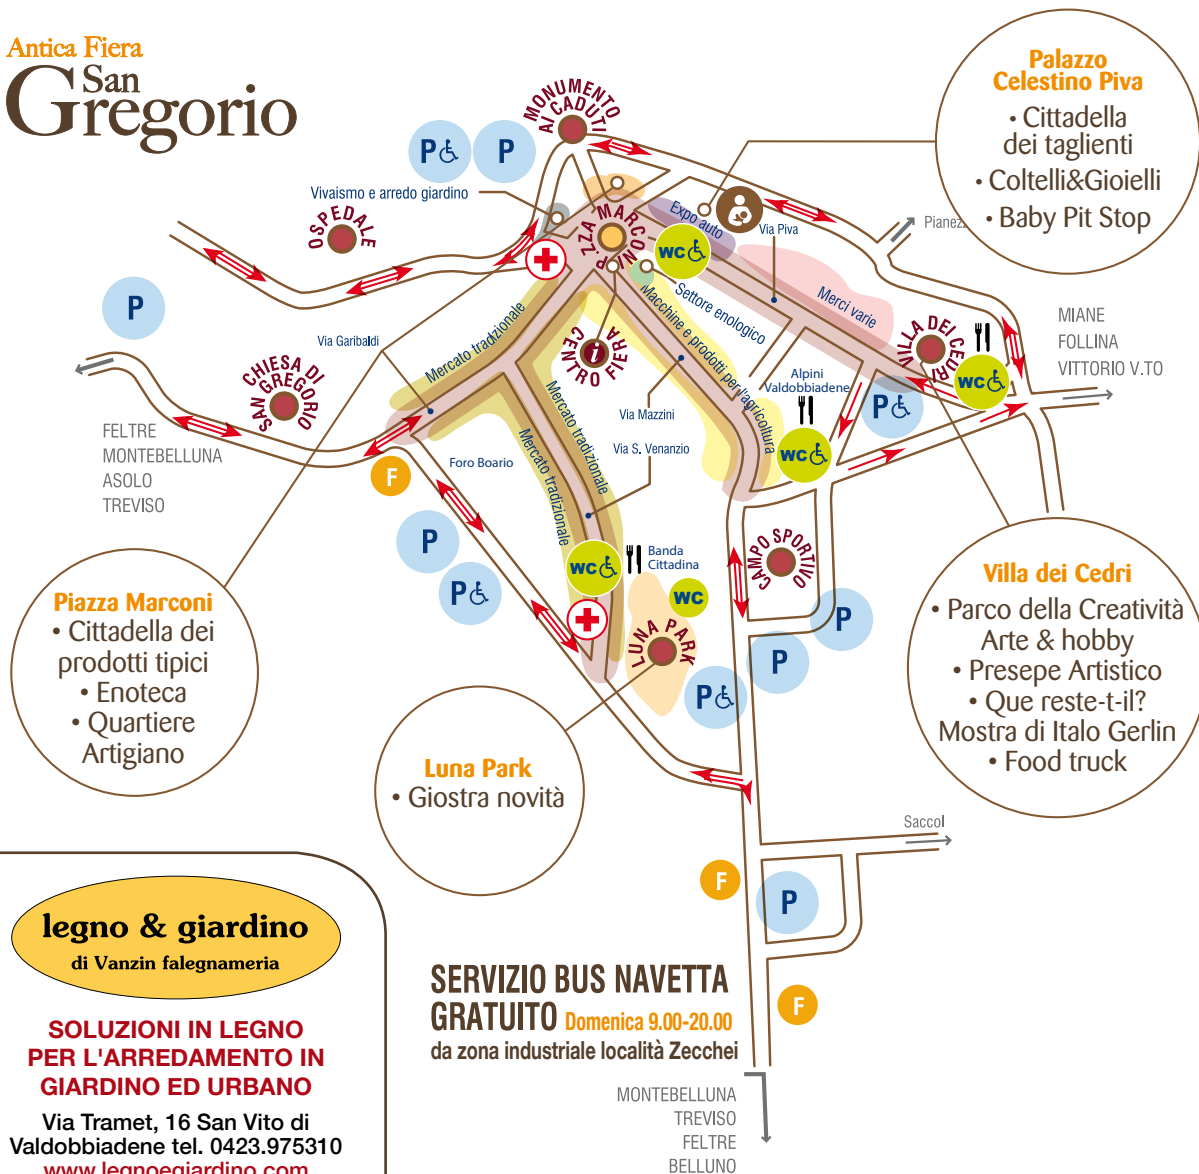 Antica Fiera
San
Gregorio
MONUMENTO
AI CADUTI
P
P
Vivaismo e arredo giardino
OSPEDALE
P.ZZA MARCONI
Expo auto
Via Piva
WC
Pianez
Palazzo
Celestino Piva
• Cittadella
dei taglienti
• Coltelli&Gioielli
• Baby Pit Stop
P
Via Garibaldi
Mercato tradizionale
CENTRO FIERA
i
Macchine e prodotti per l'agricoltura
Settore enologico
Merci varie
VILLA DEI CEDRI
WC
MIANE
FOLLINA
VITTORIO V.TO
CHIESA DI
SAN GREGORIO
FELTRE
MONTEBELLUNA
ASOLO
TREVISO
Alpini
Valdobbiadene
P
WC
Via Mazzini
Via S. Venanzio
Mercato tradizionale
Mercato tradizionale
Foro Boario
F
P
P
WC
Banda
Cittadina
WC
CAMPO SPORTIVO
LUNA PARK
P
P
P
Piazza Marconi
• Cittadella dei
prodotti tipici
• Enoteca
• Quartiere
Artigiano
Luna Park
• Giostra novità
Villa dei Cedri
• Parco della Creatività
Arte & hobby
• Presepe Artistico
• Que reste-t-il?
Mostra di Italo Gerlin
• Food truck
Saccol
F
P
F
legno & giardino
di Vanzin falegnameria
SOLUZIONI IN LEGNO
PER L'ARREDAMENTO IN
GIARDINO ED URBANO
Via Tramet, 16 San Vito di
Valdobbiadene tel. 0423.975310
www.legnoegiardino.com
SERVIZIO BUS NAVETTA
GRATUITO Domenica 9.00-20.00
da zona industriale località Zecchei
MONTEBELLUNA
TREVISO
FELTRE
BELLUNO